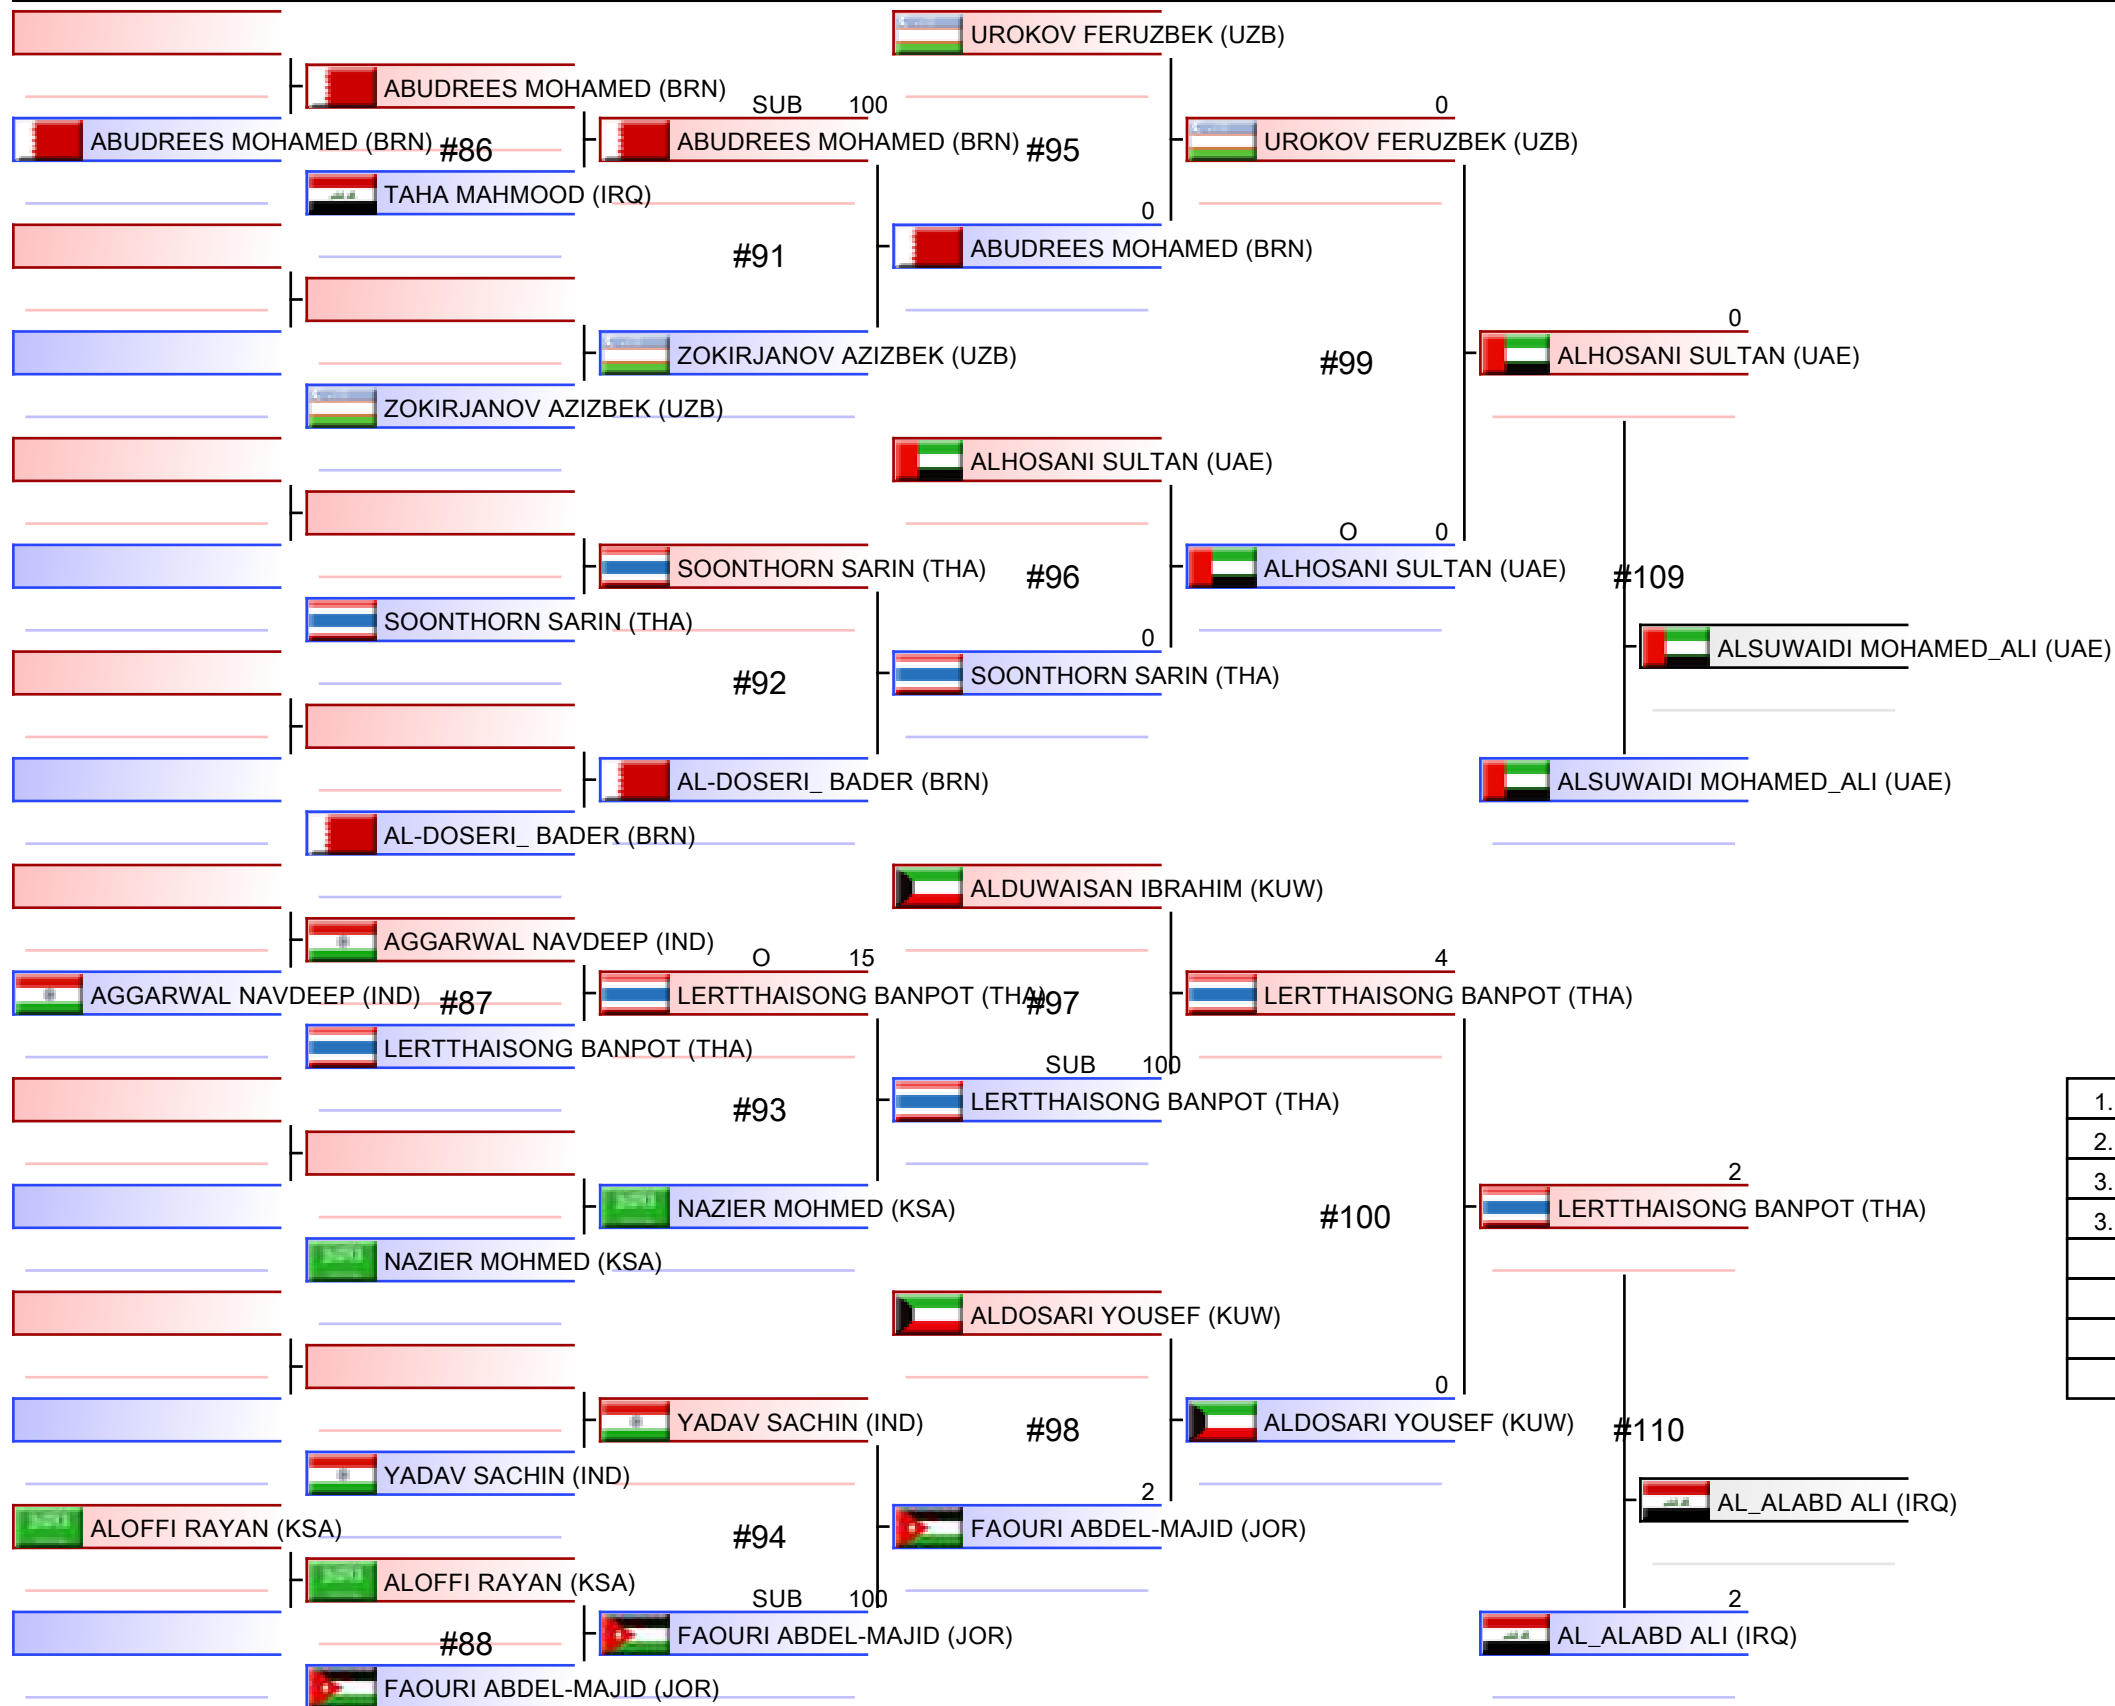 UROKOV FERUZBEK (UZB)
ABUDREES MOHAMED (BRN)
SUB 100
0
ABUDREES MOHAMED (BRN)
#86
ABUDREES MOHAMED (BRN)
#95
UROKOV FERUZBEK (UZB)
TAHA MAHMOOD (IRQ)
0
#91
ABUDREES MOHAMED (BRN)
0
ZOKIRJANOV AZIZBEK (UZB)
#99
ALHOSANI SULTAN (UAE)
ZOKIRJANOV AZIZBEK (UZB)
ALHOSANI SULTAN (UAE)
O 0
SOONTHORN SARIN (THA)
#96
ALHOSANI SULTAN (UAE)
#109
SOONTHORN SARIN (THA)
0
ALSUWAIDI MOHAMED_ALI (UAE)
#92
SOONTHORN SARIN (THA)
AL-DOSERI_ BADER (BRN)
ALSUWAIDI MOHAMED_ALI (UAE)
AL-DOSERI_ BADER (BRN)
ALDUWAISAN IBRAHIM (KUW)
AGGARWAL NAVDEEP (IND)
O 15
4
AGGARWAL NAVDEEP (IND)
#87
LERTTHAISONG BANPOT (THA)
#97
LERTTHAISONG BANPOT (THA)
LERTTHAISONG BANPOT (THA)
SUB 100
#93
LERTTHAISONG BANPOT (THA)
1.
2.
2
3.
NAZIER MOHMED (KSA)
#100
LERTTHAISONG BANPOT (THA)
3.
NAZIER MOHMED (KSA)
ALDOSARI YOUSEF (KUW)
0
YADAV SACHIN (IND)
#98
ALDOSARI YOUSEF (KUW)
#110
YADAV SACHIN (IND)
2
AL_ALABD ALI (IRQ)
ALOFFI RAYAN (KSA)
#94
FAOURI ABDEL-MAJID (JOR)
ALOFFI RAYAN (KSA)
SUB 100
2
#88
FAOURI ABDEL-MAJID (JOR)
AL_ALABD ALI (IRQ)
FAOURI ABDEL-MAJID (JOR)